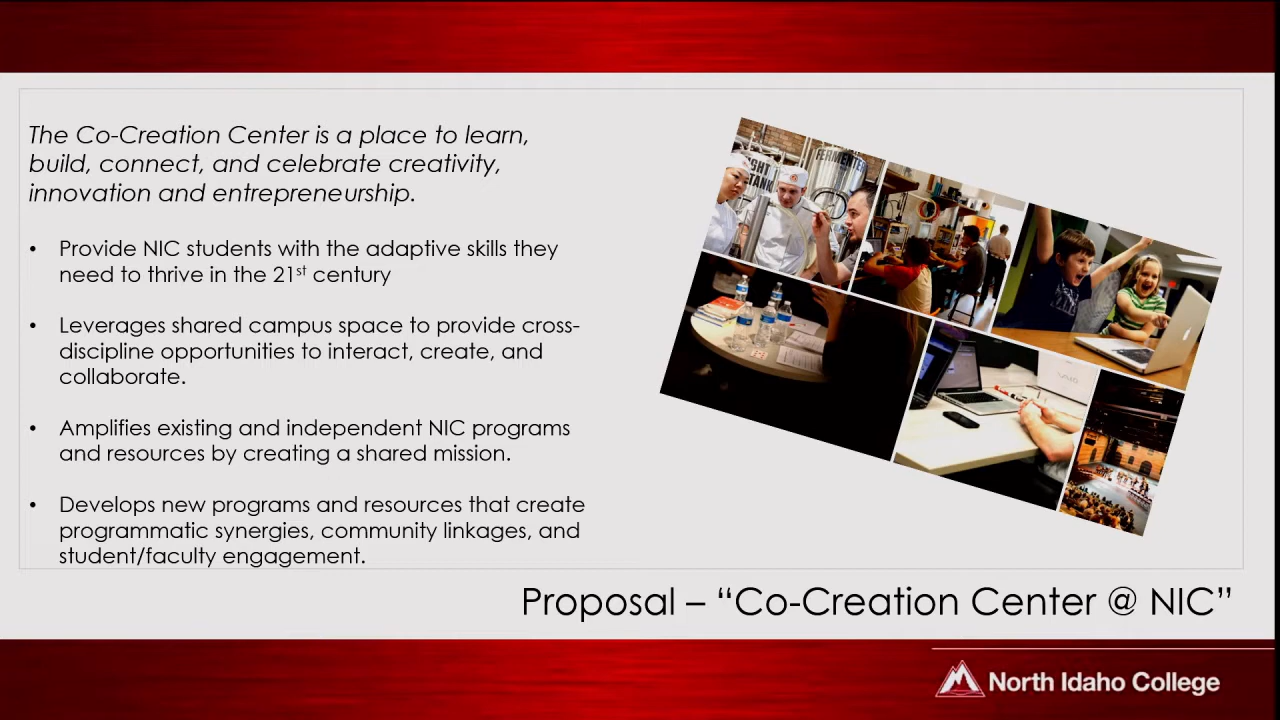 The Co-Creation Center is a place to learn,
build, connect, and celebrate creativity,
innovation and entrepreneurship.
• Provide NIC students with the adaptive skills they
need to thrive in the 21st century
• Leverages shared campus space to provide cross-
discipline opportunities to interact, create, and
collaborate.
• Amplifies existing and independent NIC programs
and resources by creating a shared mission.
• Develops new programs and resources that create
programmatic synergies, community linkages, and
student/faculty engagement.
Proposal – “Co-Creation Center @ NIC”
North Idaho College